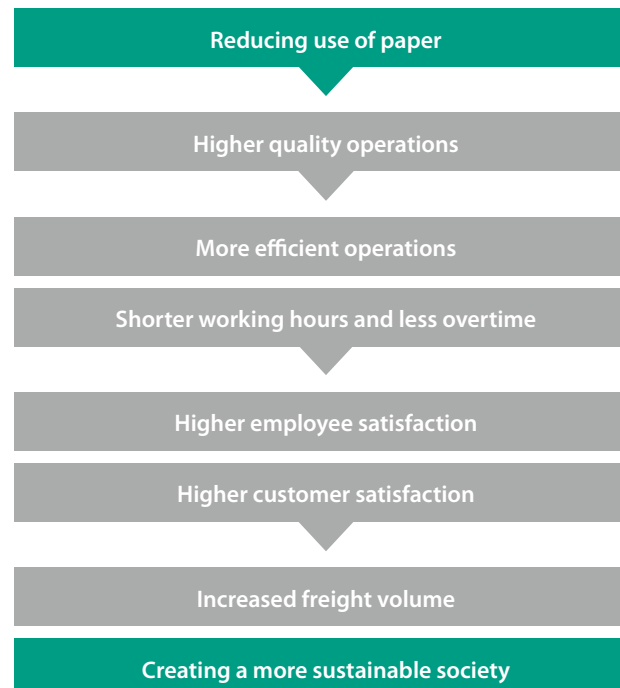 Reducing use of paper
Higher quality operations
More efficient operations
Shorter working hours and less overtime
Higher employee satisfaction
Higher customer satisfaction
Increased freight volume
Creating a more sustainable society